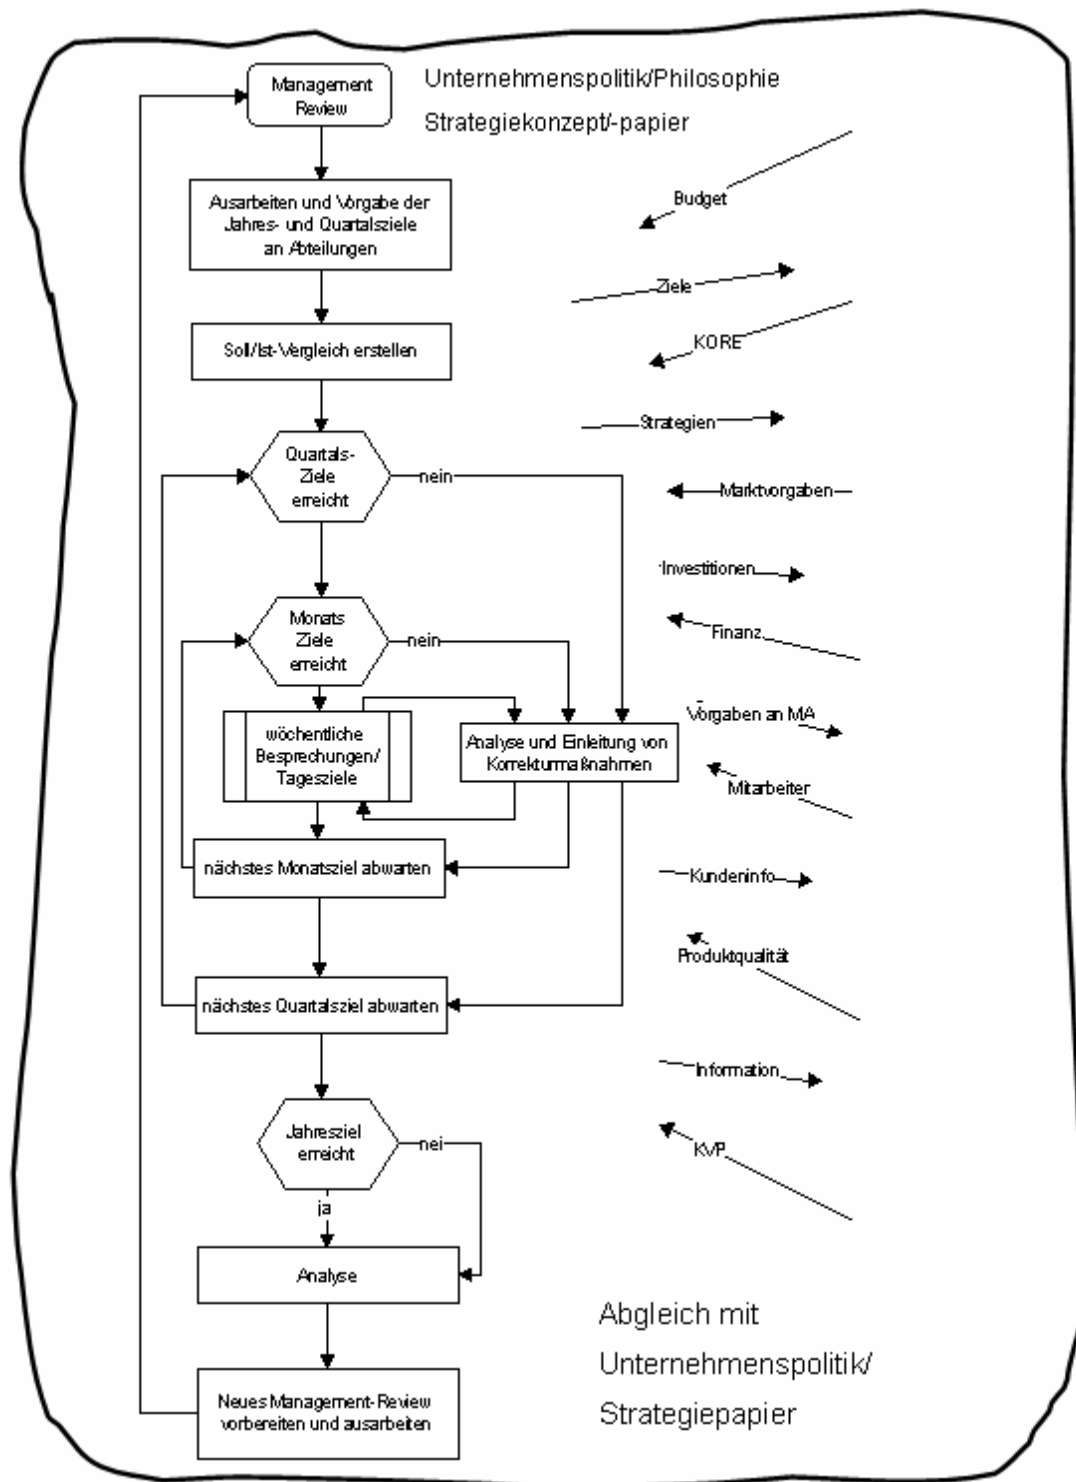 Management
Review
Unternehmenspolitik/Philosophie
Strategiekonzept/-papier
Ausarbeiten und Vorgabe der
Jahres- und Quartalsziele
an Abteilungen
Budget
Ziele
Soll/Ist-Vergleich erstellen
KORE
Strategien
Quartals-
Ziele
erreicht
nein
Marktvorgaben
Investitionen
Monats
Ziele
erreicht
nein
Finanz
wöchentliche
Besprechungen/
Tagesziele
Analyse und Einleitung von
Korrekturmaßnahmen
Vorgaben an MA
Mitarbeiter
nächstes Monatsziel abwarten
Kundeninfo
Produktqualität
nächstes Quartalsziel abwarten
Information
Jahresziel
erreicht
nei
KVP
ja
Analyse
Abgleich mit
Unternehmenspolitik/
Strategiepapier
Neues Management-Review
vorbereiten und ausarbeiten